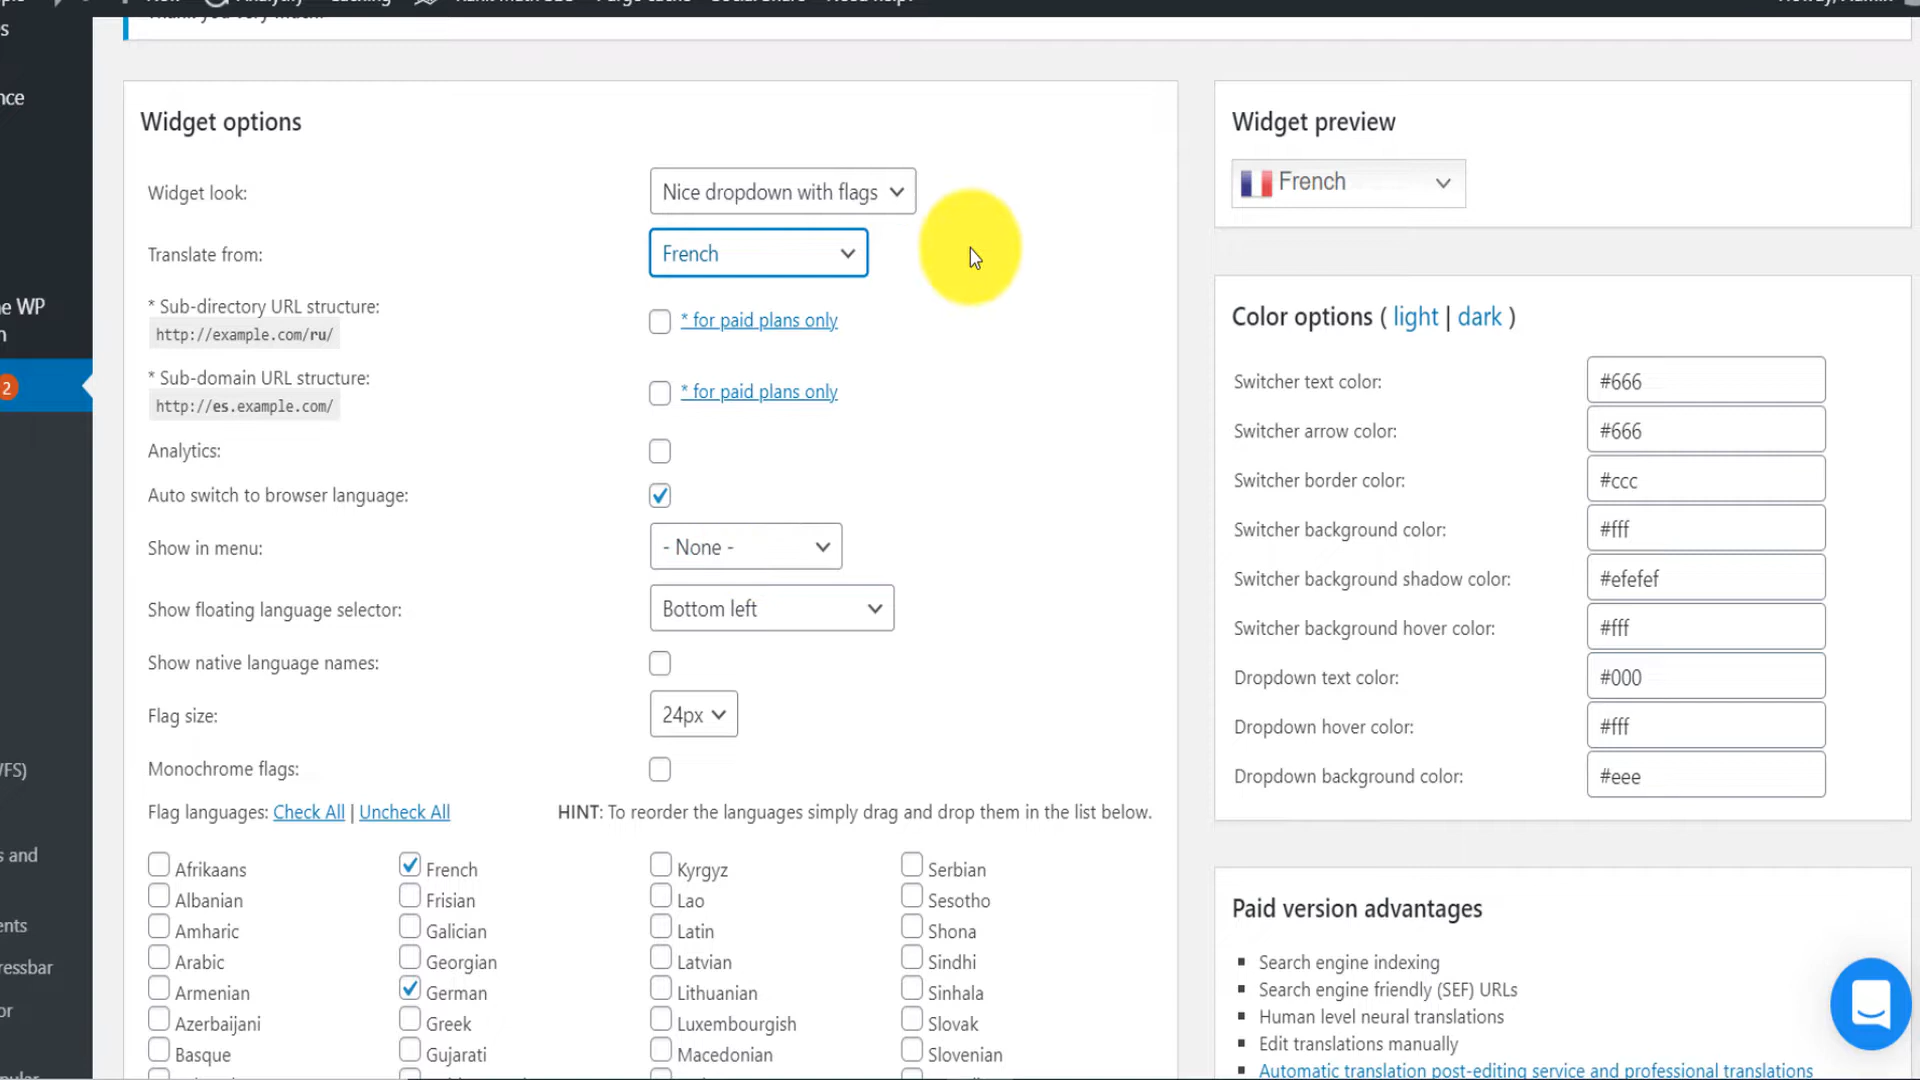 Widget options
Widget look:
Nice dropdown with flags
Translate from:
French
* Sub-directory URL structure:
http://example.com/ru/
* for paid plans only
* Sub-domain URL structure:
http://es.example.com/
* for paid plans only
Analytics:
Auto switch to browser language:
Show in menu:
- None -
Show floating language selector:
Bottom left
Show native language names:
Flag size:
24px
Monochrome flags:
Flag languages: Check All | Uncheck All
HINT: To reorder the languages simply drag and drop them in the list below.
Afrikaans
French
Kyrgyz
Serbian
Albanian
Frisian
Lao
Sesotho
Amharic
Galician
Latin
Shona
Arabic
Georgian
Latvian
Sindhi
Armenian
German
Lithuanian
Sinhala
Azerbaijani
Greek
Luxembourgish
Slovak
Basque
Gujarati
Macedonian
Slovenian
Widget preview
French
Color options ( light | dark )
Switcher text color:
#666
Switcher arrow color:
#666
Switcher border color:
#ccc
Switcher background color:
#fff
Switcher background shadow color:
#efefef
Switcher background hover color:
#fff
Dropdown text color:
#000
Dropdown hover color:
#fff
Dropdown background color:
#eee
Paid version advantages
Search engine indexing
Search engine friendly (SEF) URLs
Human level neural translations
Edit translations manually
Automatic translation post-editing service and professional translations
2